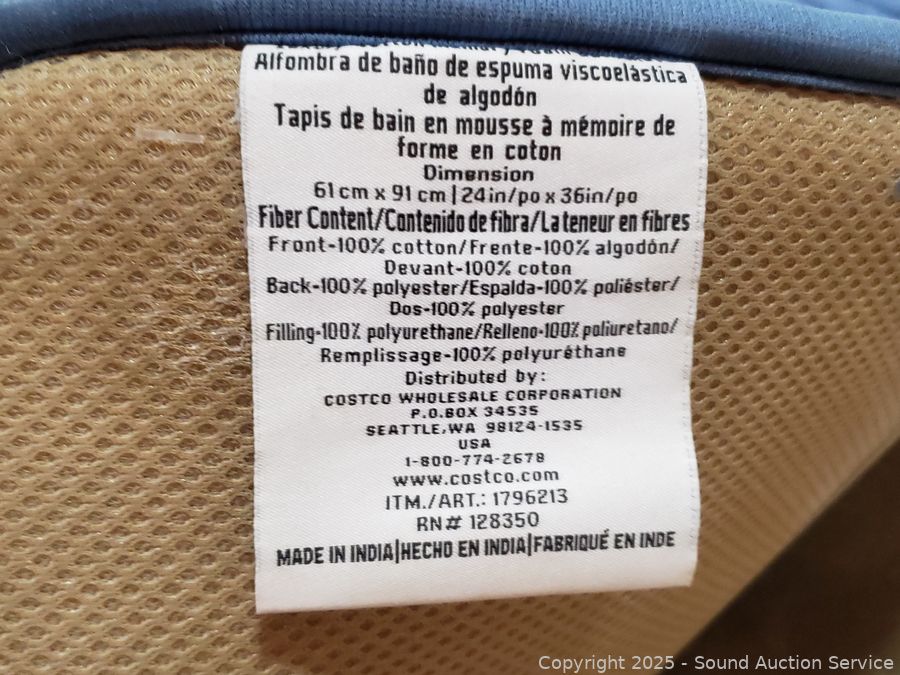 Alfombra de baño de espuma viscoelástica
de algodón
Tapis de bain en mousse à mémoire de
forme en coton
Dimension
61 cm x 91 cm | 24in/po x 36in/po
Fiber Content/Contenido de fibra/La teneur en fibres
Front-100% cotton/Frente-100% algodón/
Devant-100% coton
Back-100% polyester/Espalda-100% poliéster/
Dos-100% polyester
Filling-100% polyurethane/Relleno-100% poliuretano/
Remplissage-100% polyuréthane
Distributed by:
COSTCO WHOLESALE CORPORATION
P.O.BOX 34535
SEATTLE,WA 98124-1535
USA
1-800-774-2678
www.costco.com
ITM./ART.: 1796213
RN# 128350
MADE IN INDIA|HECHO EN INDIA|FABRIQUÉ EN INDE
Copyright 2025 - Sound Auction Service